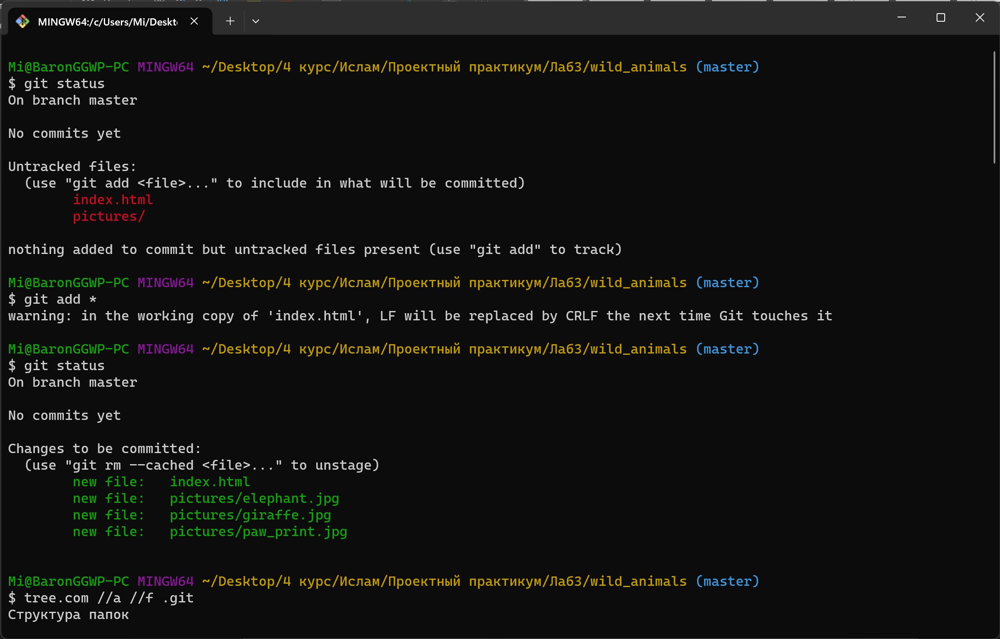 MINGW64:/c/Users/Mi/Deskt
Mi@BaronGGWP-PC MINGW64 ~/Desktop/4 курс/Ислам/Проектный практикум/Лаб3/wild_animals (master)
$ git status
On branch master
No commits yet
Untracked files:
(use "git add <file>..." to include in what will be committed)
index.html
pictures/
nothing added to commit but untracked files present (use "git add" to track)
Mi@BaronGGWP-PC MINGW64 ~/Desktop/4 курс/Ислам/Проектный практикум/Лаб3/wild_animals (master)
$ git add *
warning: in the working copy of 'index.html', LF will be replaced by CRLF the next time Git touches it
Mi@BaronGGWP-PC MINGW64 ~/Desktop/4 курс/Ислам/Проектный практикум/Лаб3/wild_animals (master)
$ git status
On branch master
No commits yet
Changes to be committed:
(use "git rm --cached <file>..." to unstage)
new file:   index.html
new file:   pictures/elephant.jpg
new file:   pictures/giraffe.jpg
new file:   pictures/paw_print.jpg
Mi@BaronGGWP-PC MINGW64 ~/Desktop/4 курс/Ислам/Проектный практикум/Лаб3/wild_animals (master)
$ tree.com //a //f .git
Структура папок